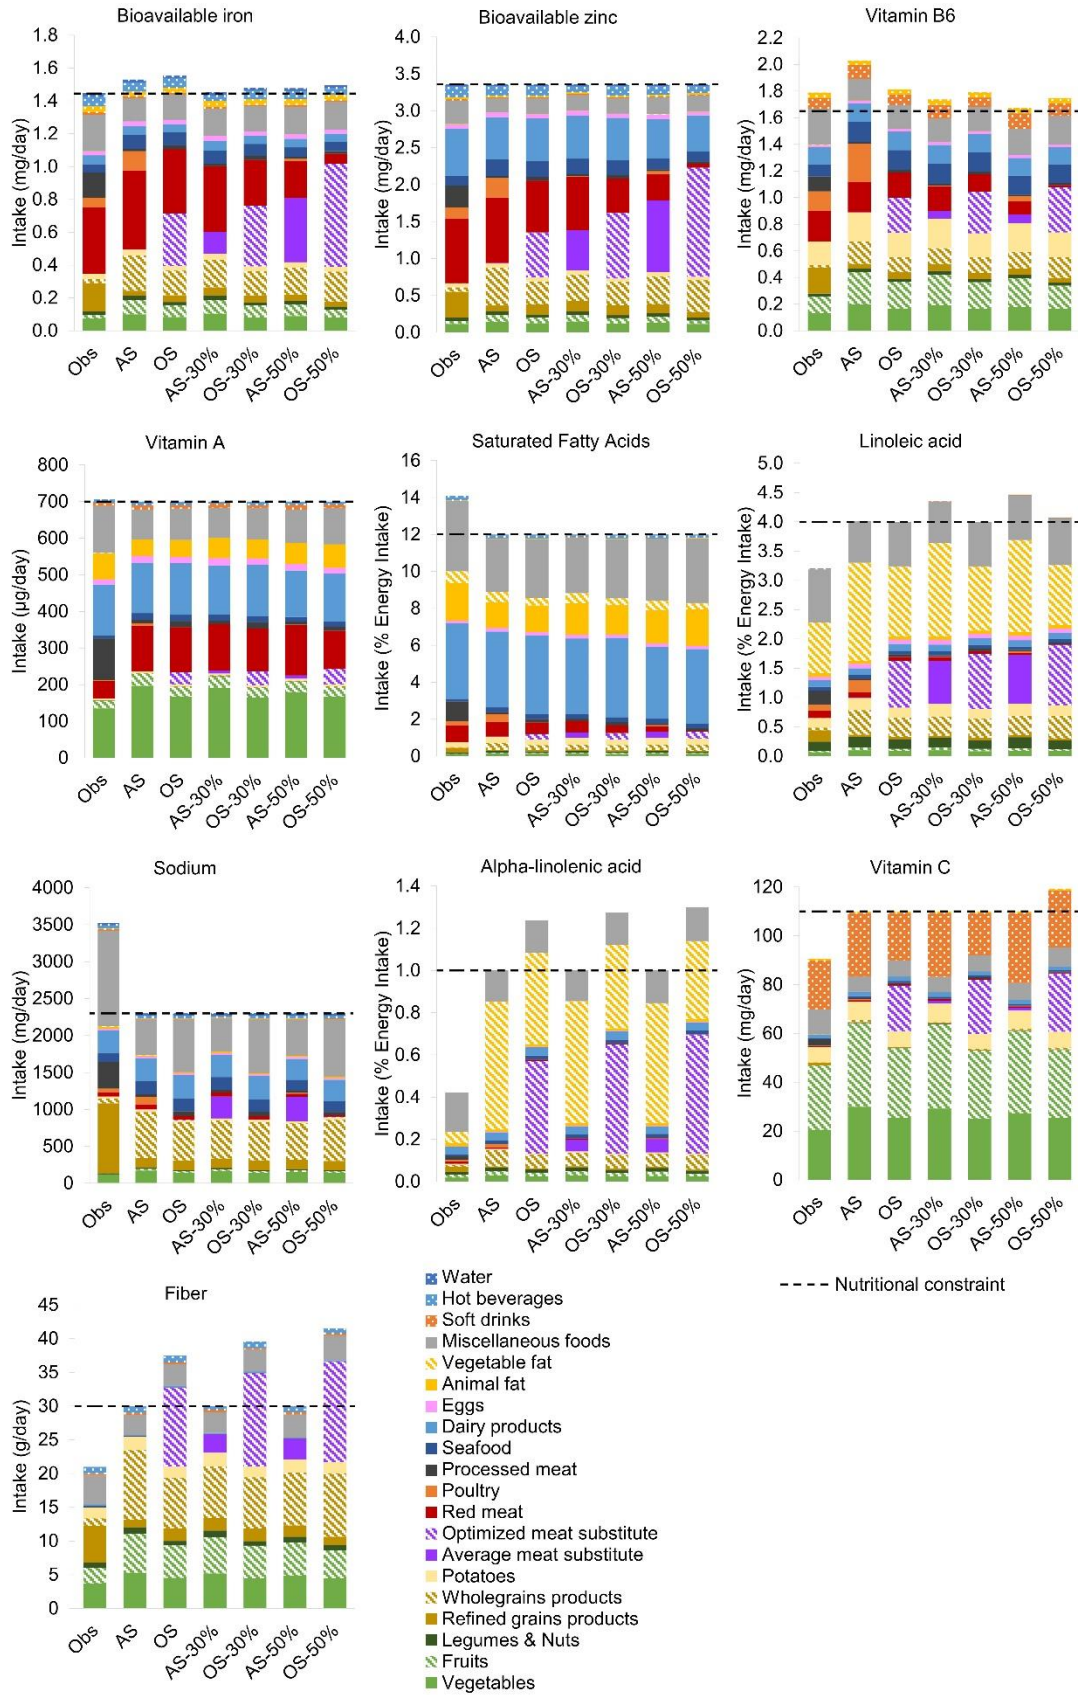 Bioavailable iron
Intake (mg/day)
1.8
1.6
1.4
1.2
1.0
0.8
0.6
0.4
0.2
0.0
Obs
AS
OS
AS-30%
OS-30%
AS-50%
OS-50%
Bioavailable zinc
Intake (mg/day)
4.0
3.5
3.0
2.5
2.0
1.5
1.0
0.5
0.0
Obs
AS
OS
AS-30%
OS-30%
AS-50%
OS-50%
Vitamin B6
Intake (mg/day)
2.2
2.0
1.8
1.6
1.4
1.2
1.0
0.8
0.6
0.4
0.2
0.0
Obs
AS
OS
AS-30%
OS-30%
AS-50%
OS-50%
Vitamin A
Intake (µg/day)
800
700
600
500
400
300
200
100
0
Obs
AS
OS
AS-30%
OS-30%
AS-50%
OS-50%
Saturated Fatty Acids
Intake (% Energy Intake)
16
14
12
10
8
6
4
2
0
Obs
AS
OS
AS-30%
OS-30%
AS-50%
OS-50%
Linoleic acid
Intake (% Energy Intake)
5.0
4.5
4.0
3.5
3.0
2.5
2.0
1.5
1.0
0.5
0.0
Obs
AS
OS
AS-30%
OS-30%
AS-50%
OS-50%
Sodium
Intake (mg/day)
4000
3500
3000
2500
2000
1500
1000
500
0
Obs
AS
OS
AS-30%
OS-30%
AS-50%
OS-50%
Alpha-linolenic acid
Intake (% Energy Intake)
1.4
1.2
1.0
0.8
0.6
0.4
0.2
0.0
Obs
AS
OS
AS-30%
OS-30%
AS-50%
OS-50%
Vitamin C
Intake (mg/day)
120
100
80
60
40
20
0
Obs
AS
OS
AS-30%
OS-30%
AS-50%
OS-50%
Fiber
Intake (g/day)
45
40
35
30
25
20
15
10
5
0
Obs
AS
OS
AS-30%
OS-30%
AS-50%
OS-50%
Water
Hot beverages
Soft drinks
Miscellaneous foods
Vegetable fat
Animal fat
Eggs
Dairy products
Seafood
Processed meat
Poultry
Red meat
Optimized meat substitute
Average meat substitute
Potatoes
Wholegrains products
Refined grains products
Legumes & Nuts
Fruits
Vegetables
Nutritional constraint